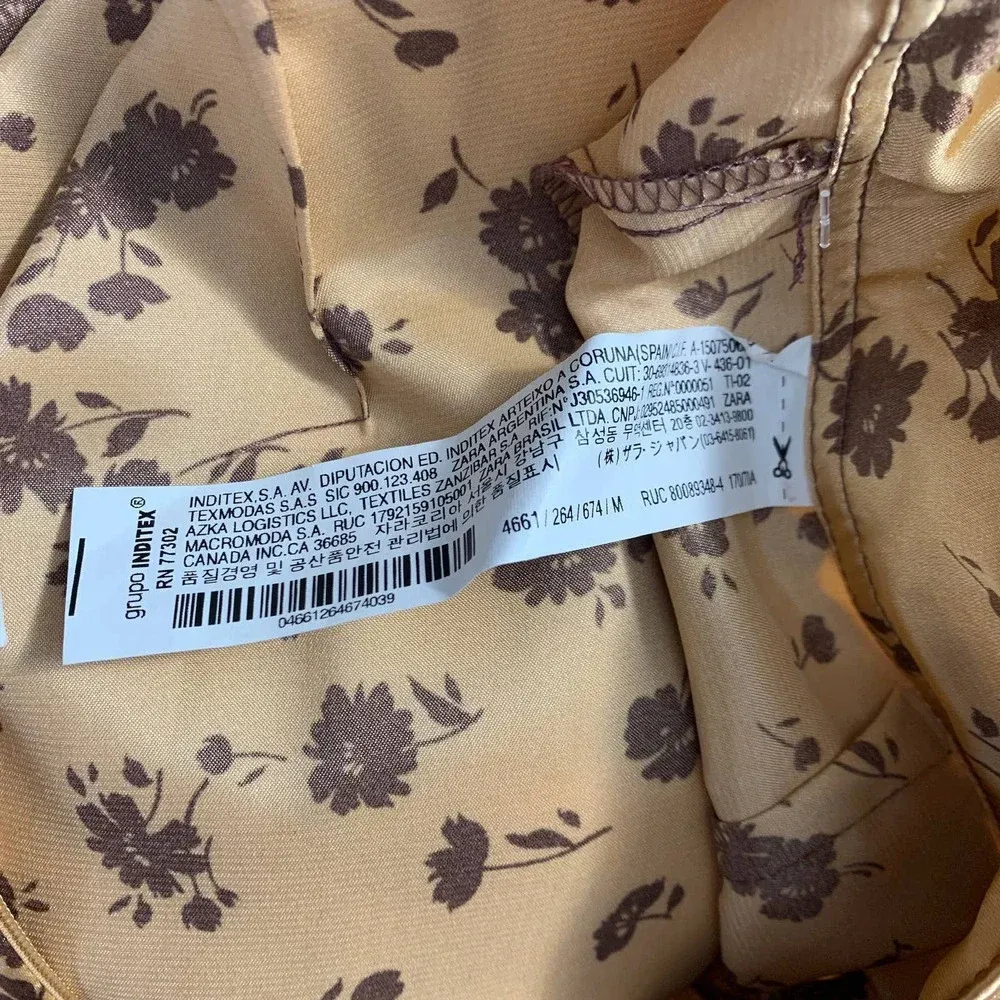 grupo INDITEX®
RN 77302
INDITEX,S.A. AV. DIPUTACION ED. INDITEX ARTEIXO A CORUNA(SPAIN)C.I.F. A-150750
TEXMODAS S.A.S SIC 900.123.408 ZARA ARGENTINA S.A. CUIT: 30-69014836-3 V- 436-01
AZKA LOGISTICS LLC, TEXTILES ZANZIBAR S.A. RIF:N° J30536946-1 REG.N°0000051 TI-02
MACROMODA S.A. RUC 1792159105001 ZARA BRASIL LTDA. CNPJ:02952485000491 ZARA
CANADA INC.CA 36685 자라코리아 서울시 강남구 삼성동 무역센터 20층 02-3413-9800
품질경영 및 공산품안전 관리법에 의한 품질표시 (株)ザラ・ジャパン(03-6415-8061)
4661 / 264 / 674 / M RUC 80089348-4 170/70A
04661264674039